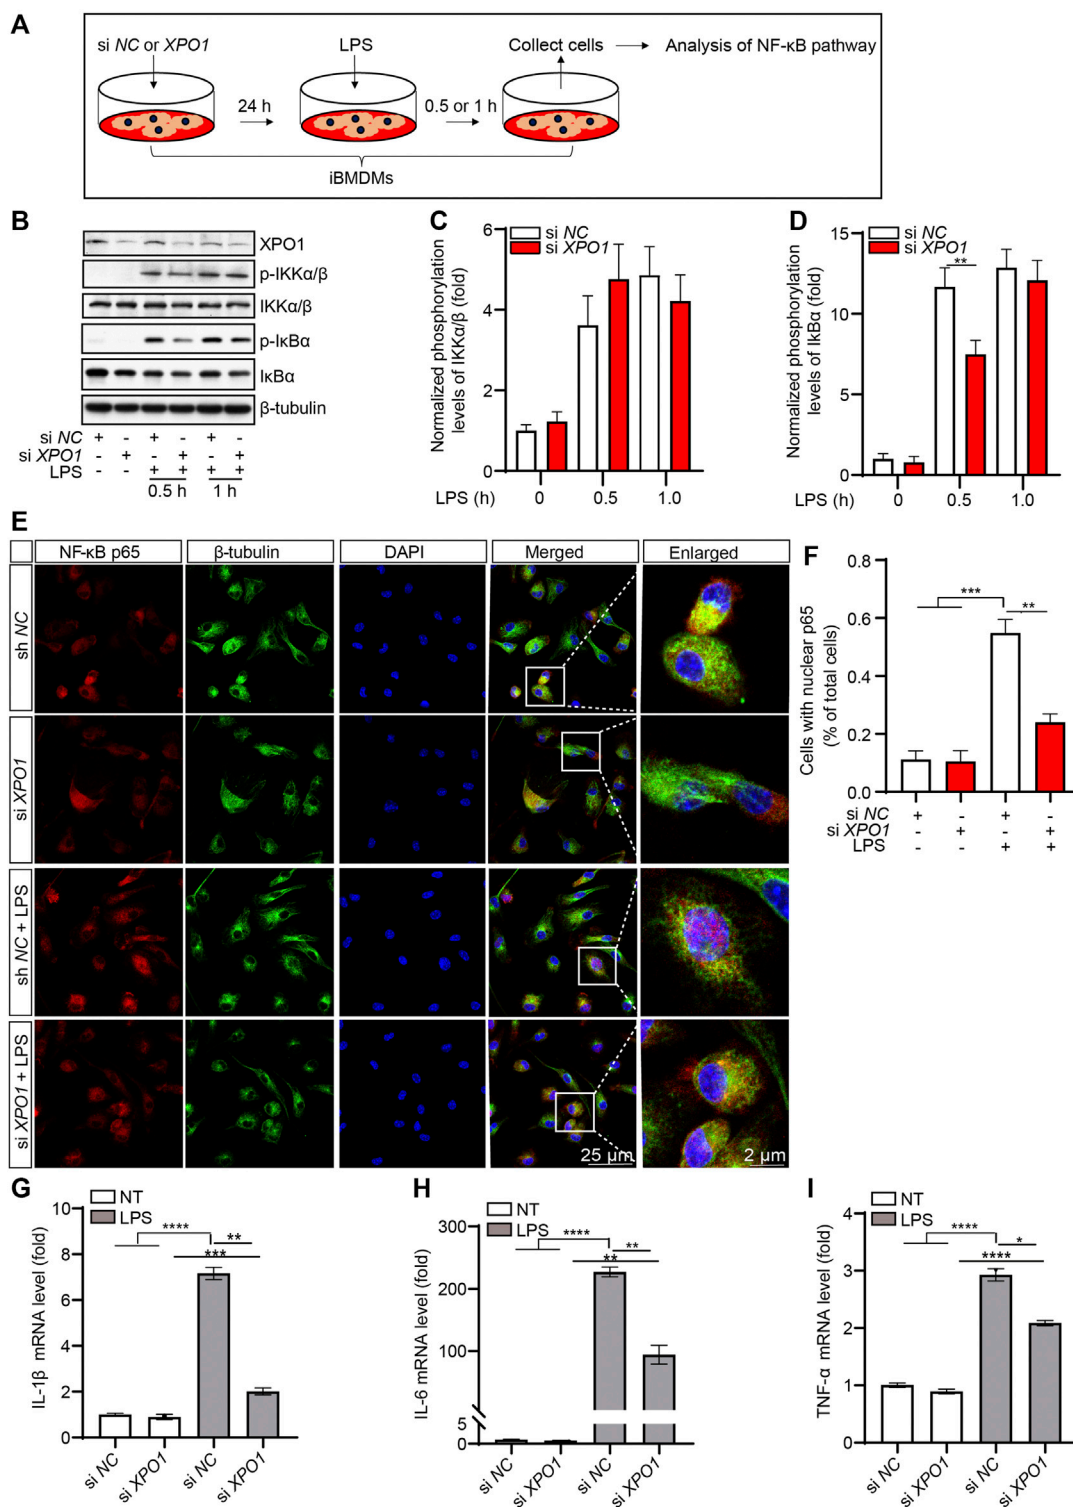 A
si NC or XPO1
LPS
Collect cells
Analysis of NF-κB pathway
24 h
0.5 or 1 h
iBMDMs
B
XPO1
p-IKKα/β
IKKα/β
p-IκBα
IκBα
β-tubulin
si NC + - + - + -
si XPO1 - + - + - +
LPS - - + + + +
0.5 h 1 h
C
si NC
si XPO1
Normalized phosphorylation
levels of IKKα/β (fold)
6
4
2
0
LPS (h) 0 0.5 1.0
D
si NC
si XPO1
Normalized phosphorylation
levels of IκBα (fold)
15
12
9
6
3
0
**
LPS (h) 0 0.5 1.0
E
NF-κB p65 β-tubulin DAPI Merged Enlarged
sh NC
si XPO1
sh NC + LPS
si XPO1 + LPS
25 μm 2 μm
F
Cells with nuclear p65
(% of total cells)
0.8
0.6
0.4
0.2
0.0
*** **
si NC + - + -
si XPO1 - + - +
LPS - - + +
G
NT
LPS
IL-1β mRNA level (fold)
10
8
6
4
2
0
**** **
***
si NC si XPO1 si NC si XPO1
H
NT
LPS
IL-6 mRNA level (fold)
300
200
100
5
0
**** **
**
si NC si XPO1 si NC si XPO1
I
NT
LPS
TNF-α mRNA level (fold)
4
3
2
1
0
**** *
****
si NC si XPO1 si NC si XPO1